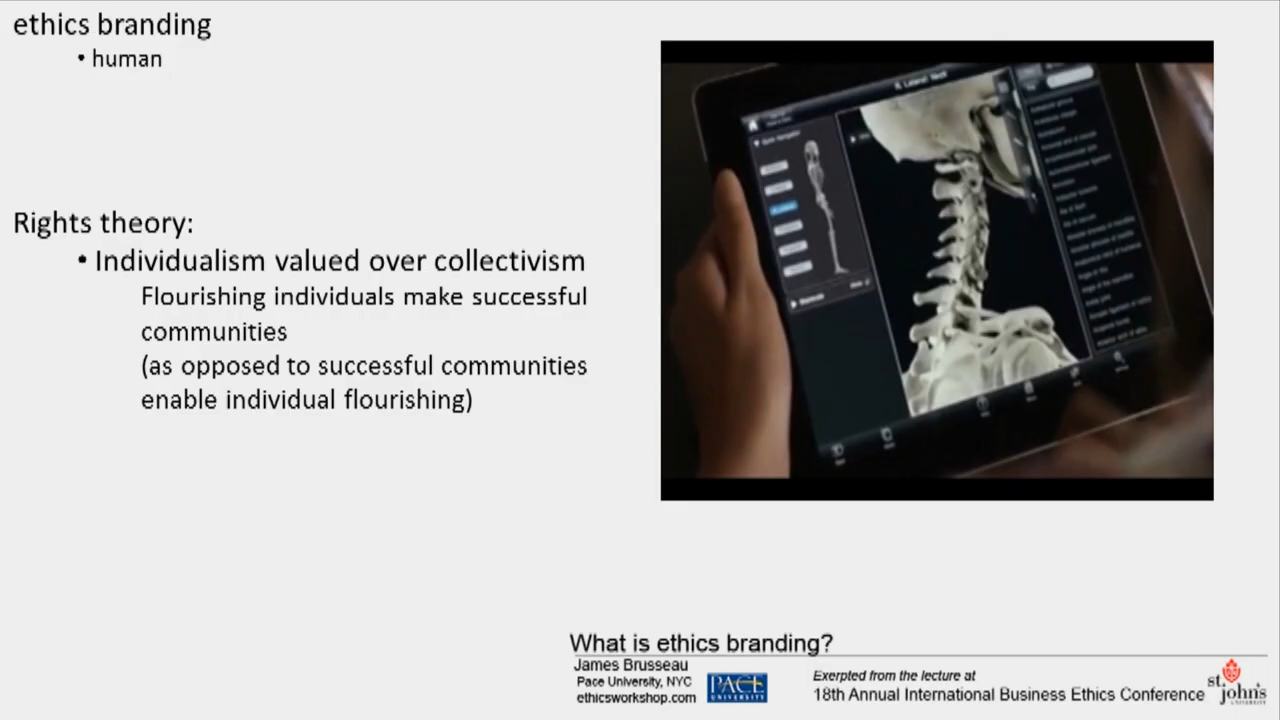 ethics branding
• human
Rights theory:
• Individualism valued over collectivism
Flourishing individuals make successful
communities
(as opposed to successful communities
enable individual flourishing)
What is ethics branding?
James Brusseau
Pace University, NYC
ethicsworkshop.com
PACE
UNIVERSITY
Exerpted from the lecture at
18th Annual International Business Ethics Conference
st.
john's
UNIVERSITY